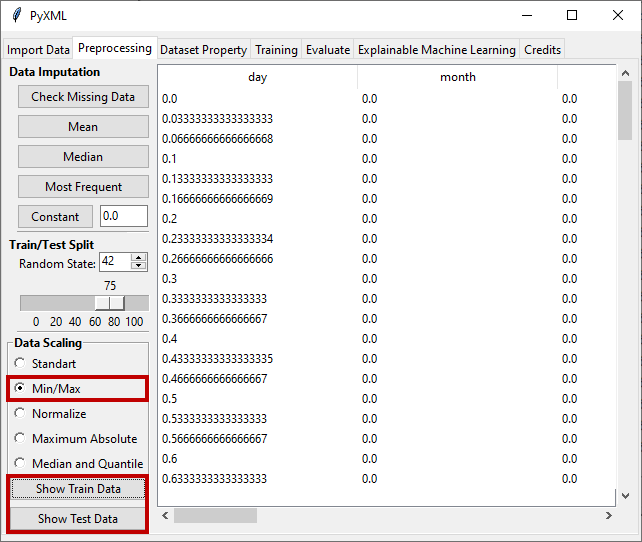 PyXML
Import Data Preprocessing Dataset Property Training Evaluate Explainable Machine Learning Credits
Data Imputation
Check Missing Data
Mean
Median
Most Frequent
Constant 0.0
Train/Test Split
Random State: 42
75
0 20 40 60 80 100
Data Scaling
Standart
Min/Max
Normalize
Maximum Absolute
Median and Quantile
Show Train Data
Show Test Data
day month
0.0 0.0 0.0
0.03333333333333333 0.0 0.0
0.06666666666666668 0.0 0.0
0.1 0.0 0.0
0.13333333333333333 0.0 0.0
0.16666666666666669 0.0 0.0
0.2 0.0 0.0
0.23333333333333334 0.0 0.0
0.26666666666666666 0.0 0.0
0.3 0.0 0.0
0.3333333333333333 0.0 0.0
0.3666666666666667 0.0 0.0
0.4 0.0 0.0
0.43333333333333335 0.0 0.0
0.4666666666666667 0.0 0.0
0.5 0.0 0.0
0.5333333333333333 0.0 0.0
0.5666666666666667 0.0 0.0
0.6 0.0 0.0
0.6333333333333333 0.0 0.0